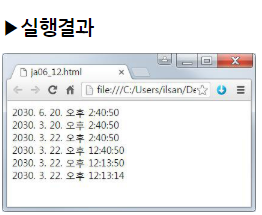 ▶실행결과
ja06_12.html
file:///C:/Users/ilsan/De
2030. 6. 20. 오후 2:40:50
2030. 3. 20. 오후 2:40:50
2030. 3. 22. 오후 2:40:50
2030. 3. 22. 오후 12:40:50
2030. 3. 22. 오후 12:13:50
2030. 3. 22. 오후 12:13:14